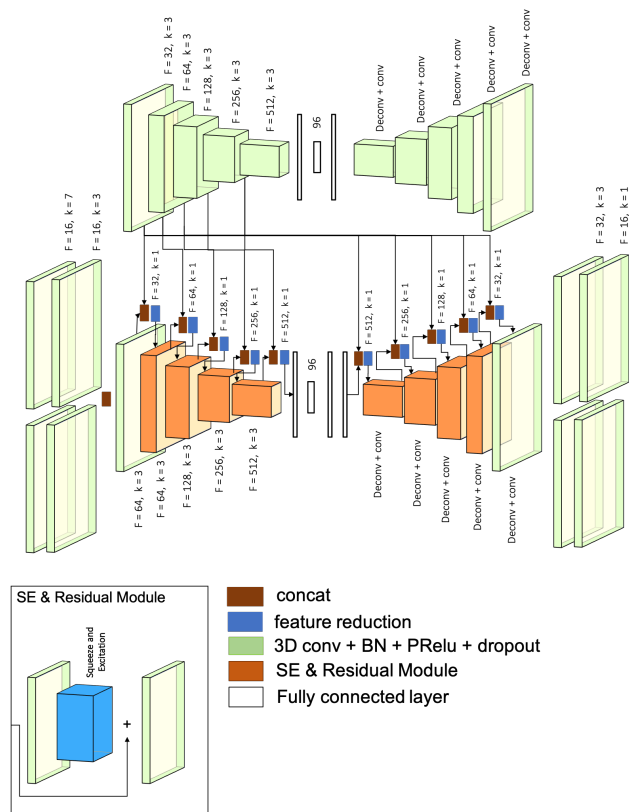 F = 32, k = 3
F = 64, k = 3
F = 128, k = 3
F = 256, k = 3
F = 512, k = 3
96
Deconv + conv
Deconv + conv
Deconv + conv
Deconv + conv
Deconv + conv
F = 16, k = 7
F = 16, k = 3
F = 32, k = 1
F = 64, k = 1
F = 128, k = 1
F = 256, k = 1
F = 512, k = 1
F = 512, k = 1
F = 256, k = 1
F = 128, k = 1
F = 64, k = 1
F = 32, k = 1
F = 32, k = 3
F = 16, k = 1
96
F = 64, k = 3
F = 64, k = 3
F = 128, k = 3
F = 256, k = 3
F = 512, k = 3
Deconv + conv
Deconv + conv
Deconv + conv
Deconv + conv
Deconv + conv
SE & Residual Module
Squeeze and
Excitation
+
concat
feature reduction
3D conv + BN + PRelu + dropout
SE & Residual Module
Fully connected layer